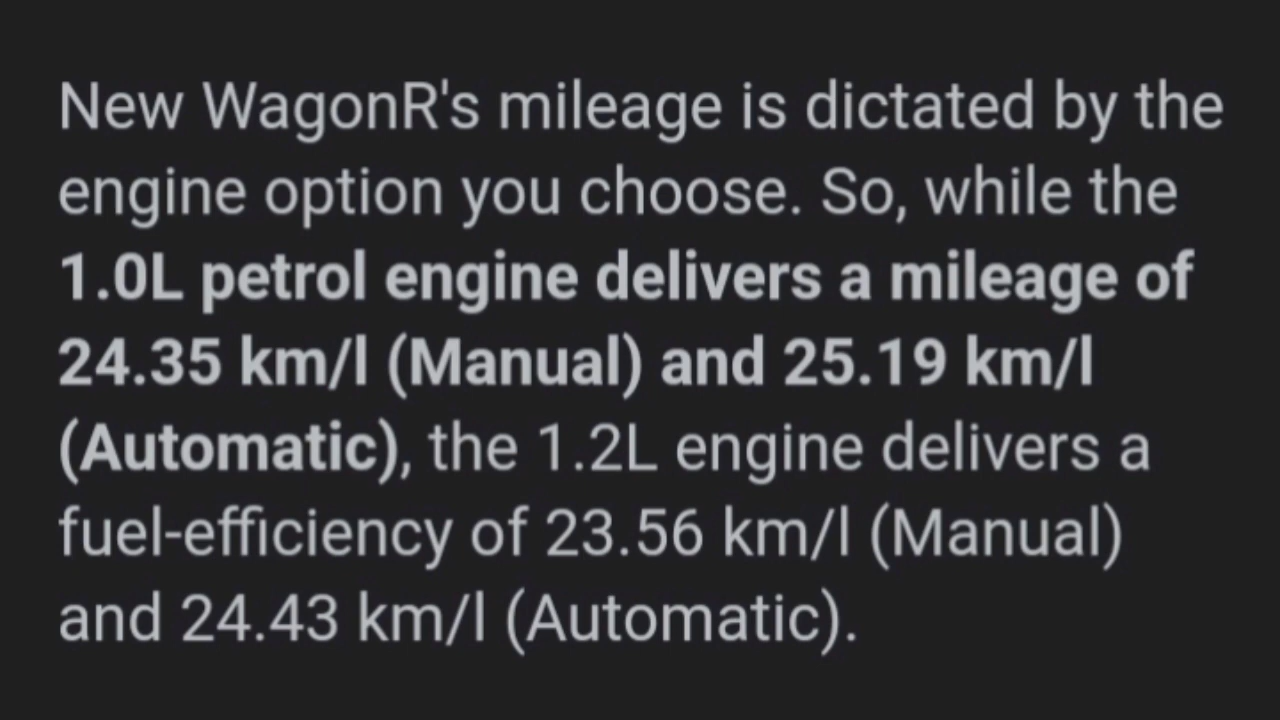 New WagonR's mileage is dictated by the
engine option you choose. So, while the
1.0L petrol engine delivers a mileage of
24.35 km/l (Manual) and 25.19 km/l
(Automatic), the 1.2L engine delivers a
fuel-efficiency of 23.56 km/l (Manual)
and 24.43 km/l (Automatic).